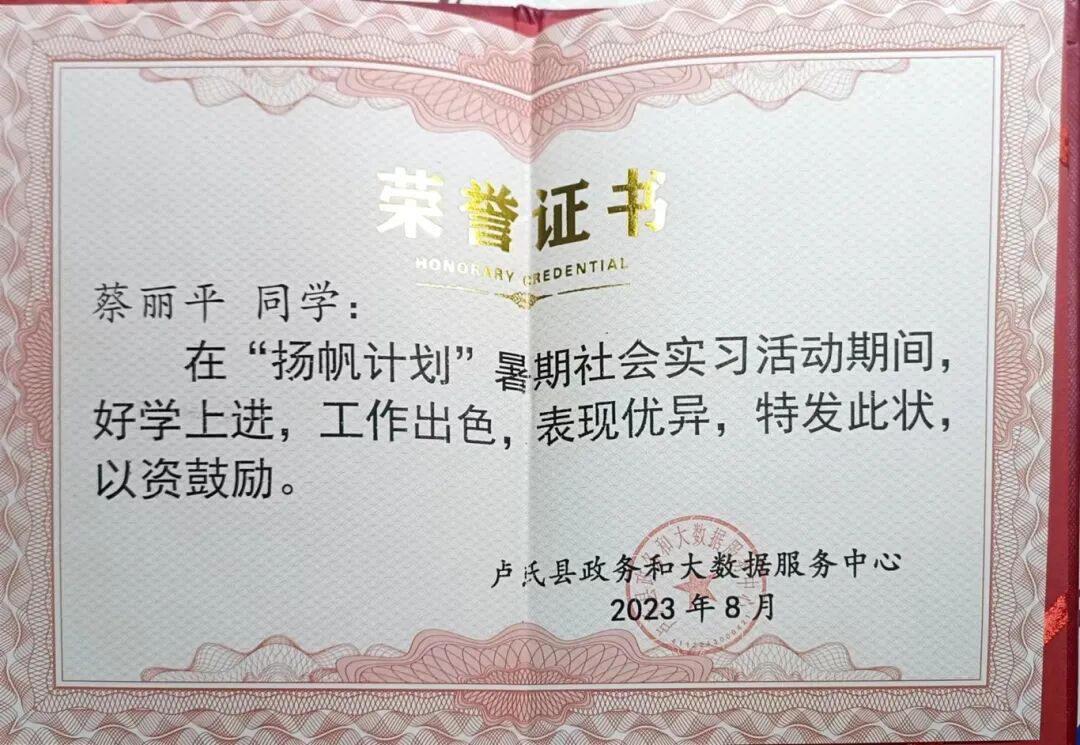 荣誉证书
HONORARY CREDENTIAL
蔡丽平 同学：
在“扬帆计划”暑期社会实习活动期间，
好学上进，工作出色，表现优异，特发此状，
以资鼓励。
卢氏县政务和大数据服务中心
2023 年 8 月